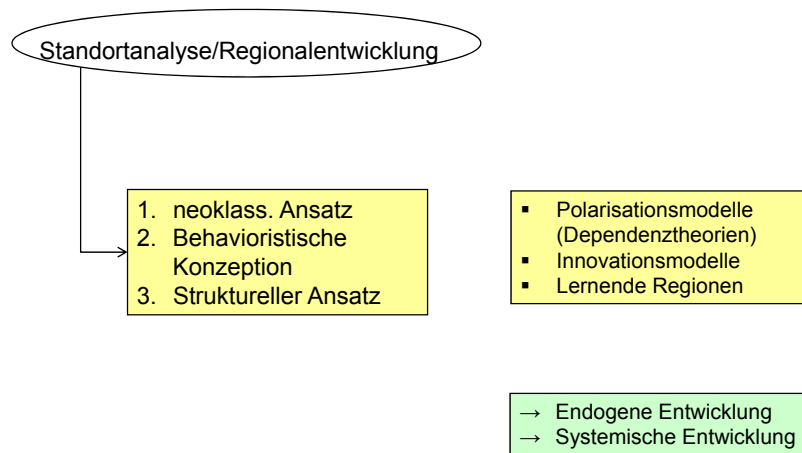 Standortanalyse/Regionalentwicklung
1. neoklass. Ansatz
2. Behavioristische
Konzeption
3. Struktureller Ansatz
▪ Polarisationsmodelle
(Dependenztheorien)
▪ Innovationsmodelle
▪ Lernende Regionen
→ Endogene Entwicklung
→ Systemische Entwicklung